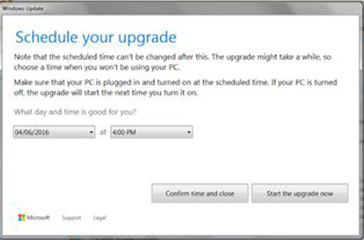 Windows Update
Schedule your upgrade
Note that the scheduled time can't be changed after this. The upgrade might take a while, so
choose a time when you won't be using your PC.
Make sure that your PC is plugged in and turned on at the scheduled time. If your PC is turned
off, the upgrade will start the next time you turn it on.
What day and time is good for you?
04/06/2016 at 4:00 PM
Confirm time and close Start the upgrade now
Microsoft Support Legal